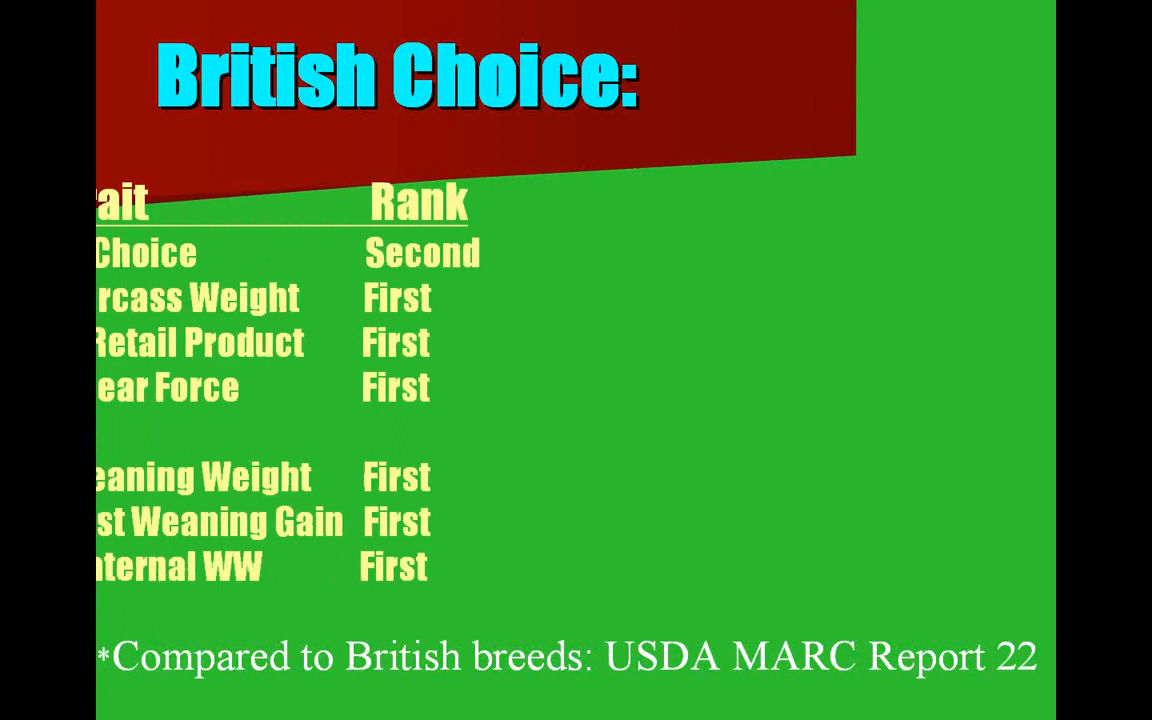 British Choice:
ait Rank
Choice Second
rcass Weight First
Retail Product First
ear Force First
eaning Weight First
st Weaning Gain First
nternal WW First
*Compared to British breeds: USDA MARC Report 22